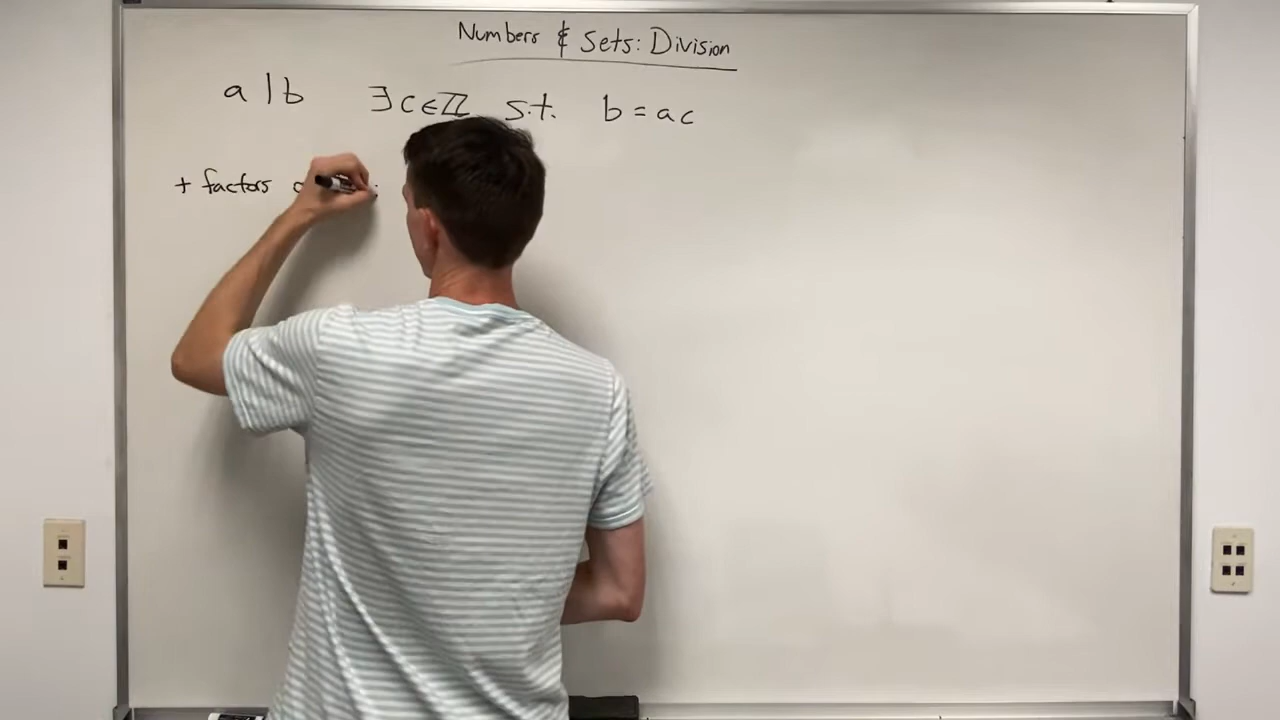 Numbers & Sets: Division
a | b ∃ c ∈ ℤ s.t. b = ac
+ factors